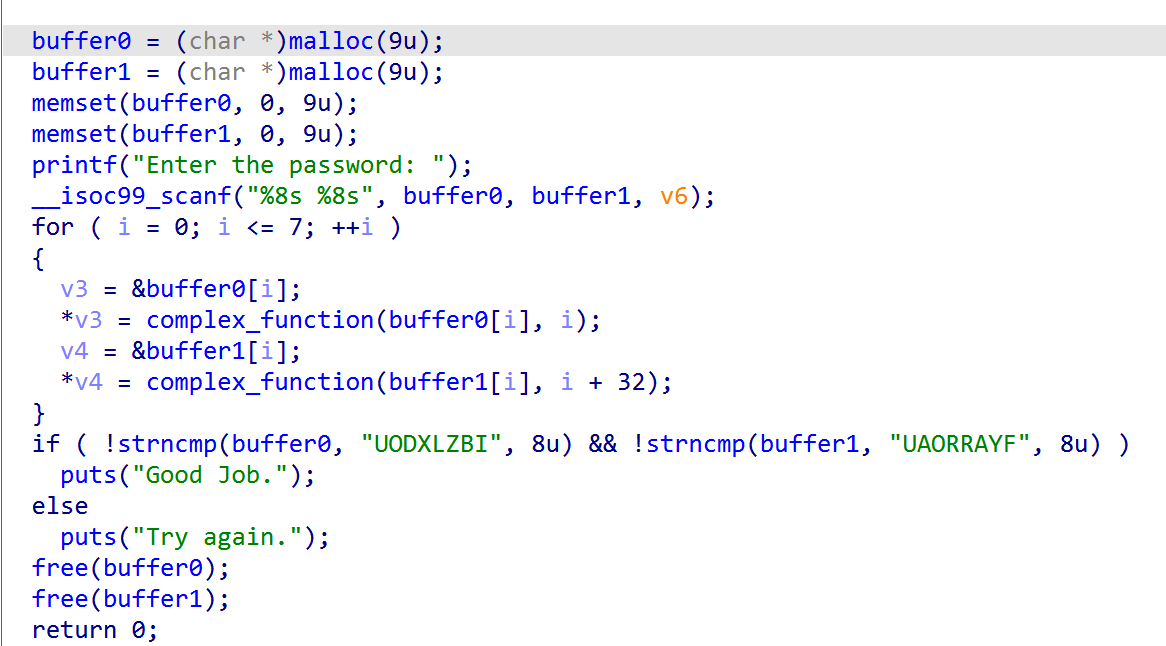 buffer0 = (char *)malloc(9u);
buffer1 = (char *)malloc(9u);
memset(buffer0, 0, 9u);
memset(buffer1, 0, 9u);
printf("Enter the password: ");
__isoc99_scanf("%8s %8s", buffer0, buffer1, v6);
for ( i = 0; i <= 7; ++i )
{
  v3 = &buffer0[i];
  *v3 = complex_function(buffer0[i], i);
  v4 = &buffer1[i];
  *v4 = complex_function(buffer1[i], i + 32);
}
if ( !strncmp(buffer0, "UODXLZBI", 8u) && !strncmp(buffer1, "UAORRAYF", 8u) )
  puts("Good Job.");
else
  puts("Try again.");
free(buffer0);
free(buffer1);
return 0;